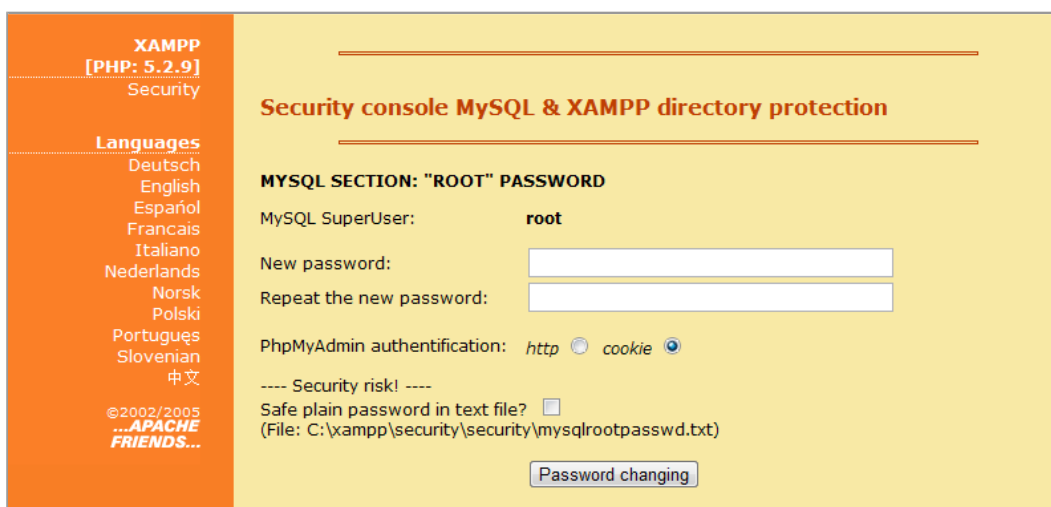 XAMPP
[PHP: 5.2.9]
Security
Languages
Deutsch
English
Espańol
Francais
Italiano
Nederlands
Norsk
Polski
Portuguęs
Slovenian
中文
©2002/2005
...APACHE
FRIENDS...
Security console MySQL & XAMPP directory protection
MYSQL SECTION: "ROOT" PASSWORD
MySQL SuperUser: root
New password:
Repeat the new password:
PhpMyAdmin authentification: http cookie
---- Security risk! ----
Safe plain password in text file?
(File: C:\xampp\security\security\mysqlrootpasswd.txt)
Password changing